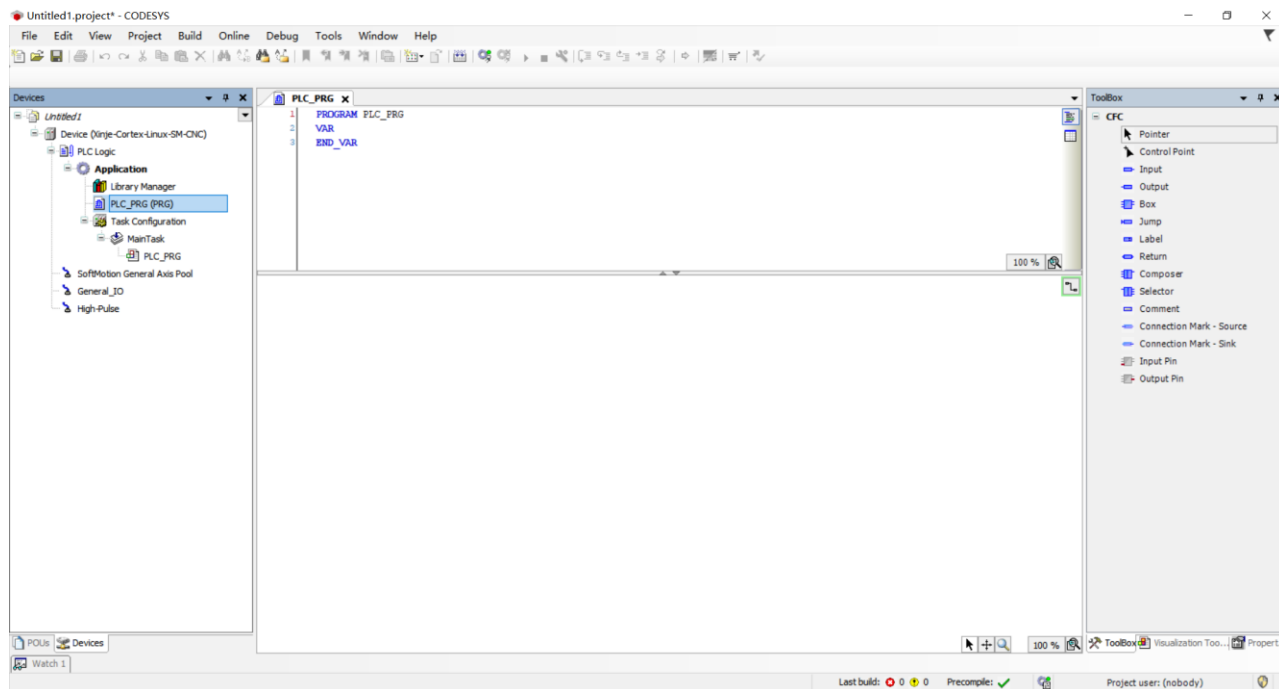 Untitled1.project* - CODESYS
File Edit View Project Build Online Debug Tools Window Help
Devices
Untitled1
Device (Xinje-Cortex-Linux-SM-CNC)
PLC Logic
Application
Library Manager
PLC_PRG (PRG)
Task Configuration
MainTask
PLC_PRG
SoftMotion General Axis Pool
General_IO
High-Pulse
POUs Devices
PLC_PRG
1 PROGRAM PLC_PRG
2 VAR
3 END_VAR
100 %
100 %
ToolBox
CFC
Pointer
Control Point
Input
Output
Box
Jump
Label
Return
Composer
Selector
Comment
Connection Mark - Source
Connection Mark - Sink
Input Pin
Output Pin
ToolBox Visualization Too... Propert
Watch 1
Last build: 0 0 Precompile: Project user: (nobody)